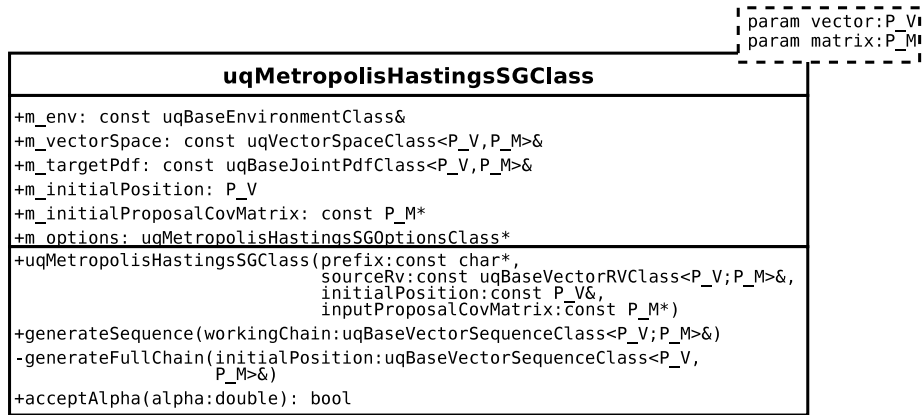 param vector:P_V
param matrix:P_M
uqMetropolisHastingsSGClass
+m_env: const uqBaseEnvironmentClass&
+m_vectorSpace: const uqVectorSpaceClass<P_V,P_M>&
+m_targetPdf: const uqBaseJointPdfClass<P_V,P_M>&
+m_initialPosition: P_V
+m_initialProposalCovMatrix: const P_M*
+m_options: uqMetropolisHastingsSGOptionsClass*
+uqMetropolisHastingsSGClass(prefix:const char*,
sourceRv:const uqBaseVectorRVClass<P_V;P_M>&,
initialPosition:const P_V&,
inputProposalCovMatrix:const P_M*)
+generateSequence(workingChain:uqBaseVectorSequenceClass<P_V;P_M>&)
-generateFullChain(initialPosition:uqBaseVectorSequenceClass<P_V,
P_M>&)
+acceptAlpha(alpha:double): bool